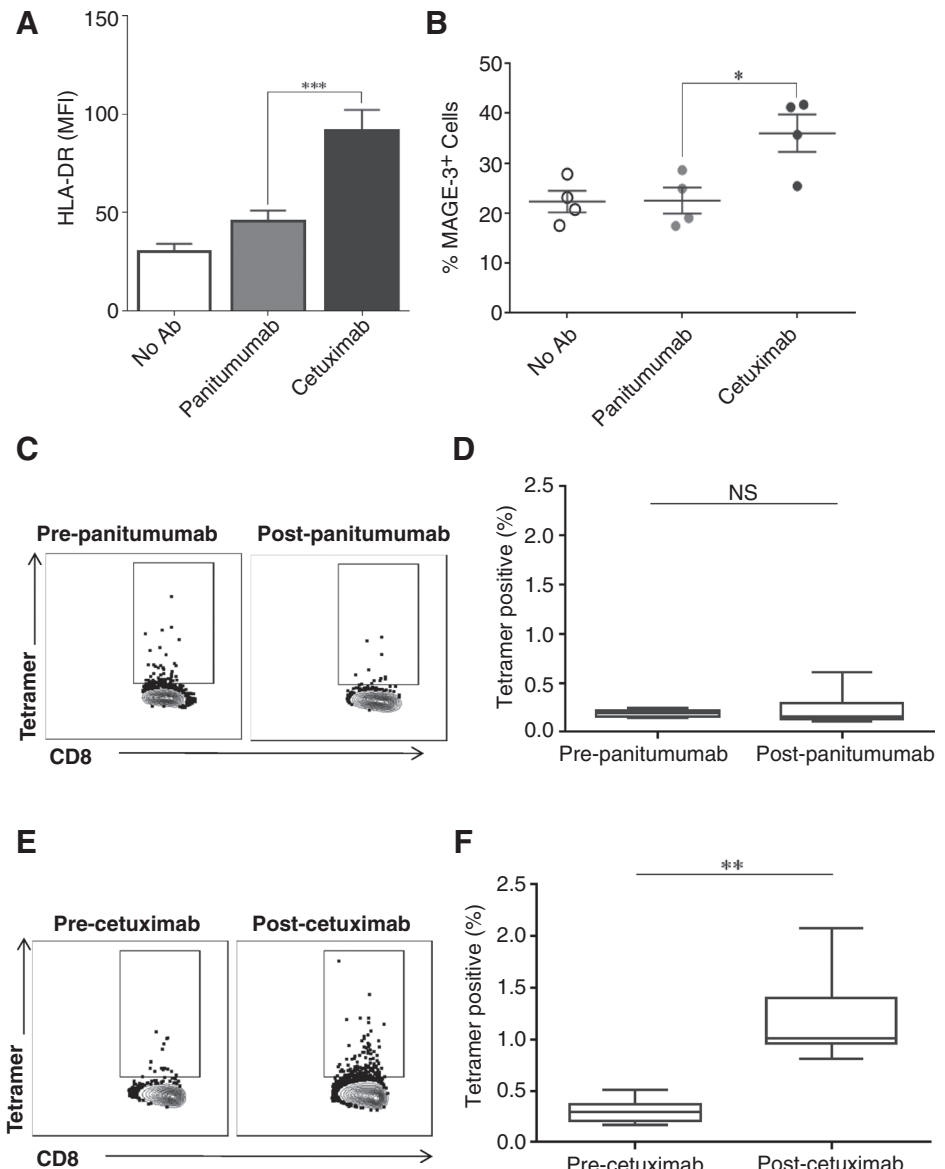 A
150
100
50
0
HLA-DR (MFI)
***
No Ab
Panitumumab
Cetuximab
B
50
40
30
20
10
0
% MAGE-3+ Cells
*
No Ab
Panitumumab
Cetuximab
C
Pre-panitumumab
Post-panitumumab
Tetramer
CD8
D
2.5
2.0
1.5
1.0
0.5
0.0
Tetramer positive (%)
NS
Pre-panitumumab
Post-panitumumab
E
Pre-cetuximab
Post-cetuximab
Tetramer
CD8
F
2.5
2.0
1.5
1.0
0.5
0.0
Tetramer positive (%)
**
Pre-cetuximab
Post-cetuximab